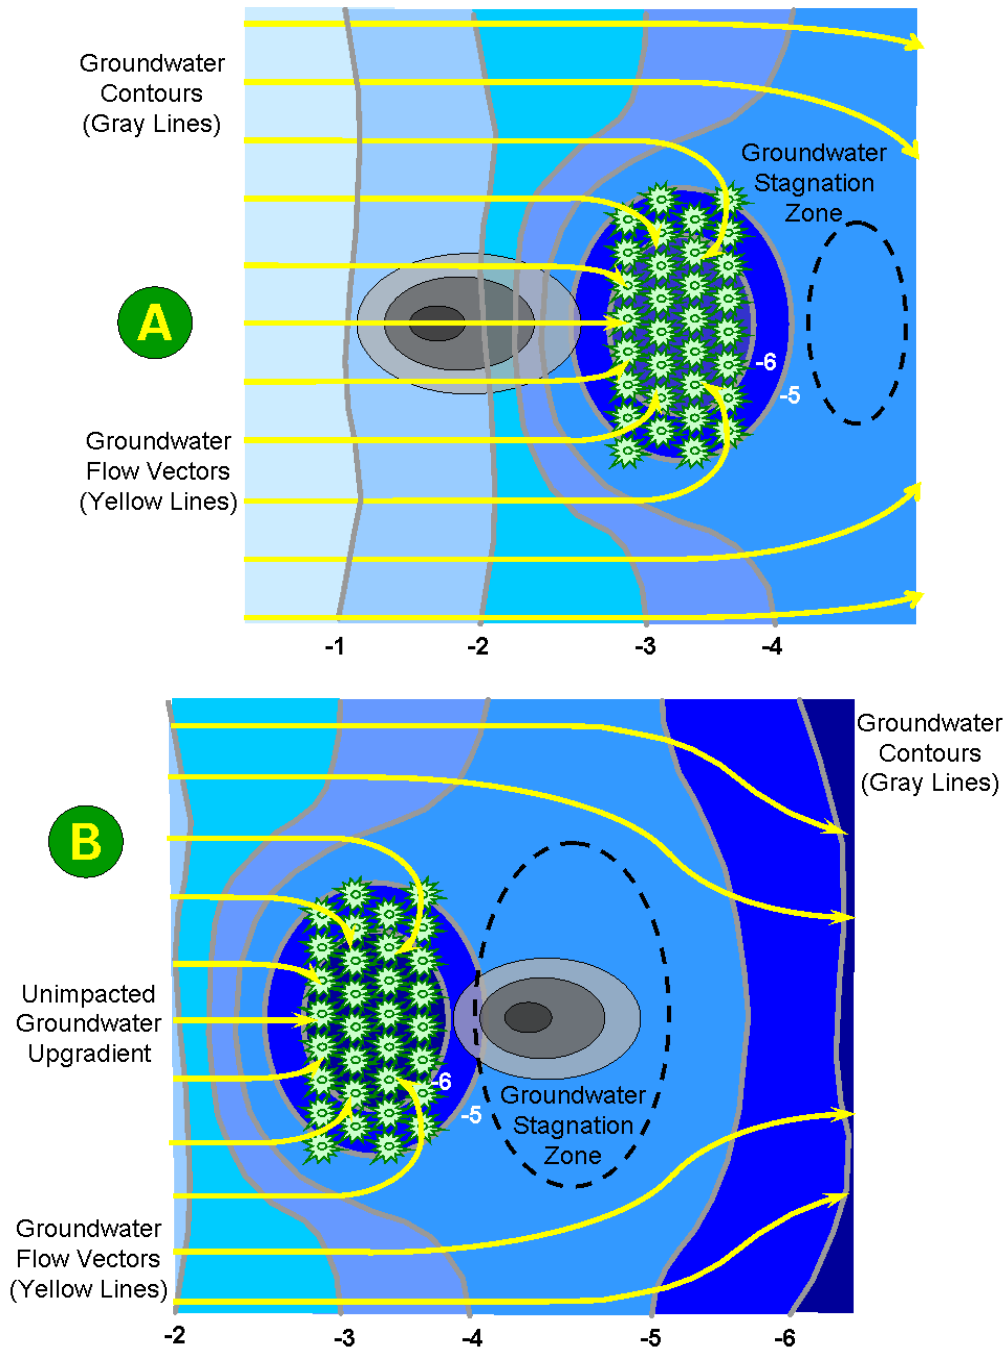 Groundwater
Contours
(Gray Lines)
Groundwater
Stagnation
Zone
A
-6
-5
Groundwater
Flow Vectors
(Yellow Lines)
-1
-2
-3
-4
Groundwater
Contours
(Gray Lines)
B
Unimpacted
Groundwater
Upgradient
-6
-5
Groundwater
Stagnation
Zone
Groundwater
Flow Vectors
(Yellow Lines)
-2
-3
-4
-5
-6